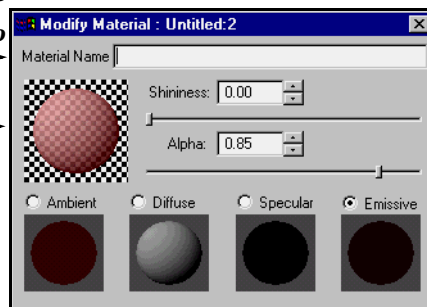 Modify Material : Untitled:2
Material Name
Shininess: 0.00
Alpha: 0.85
Ambient Diffuse Specular Emissive